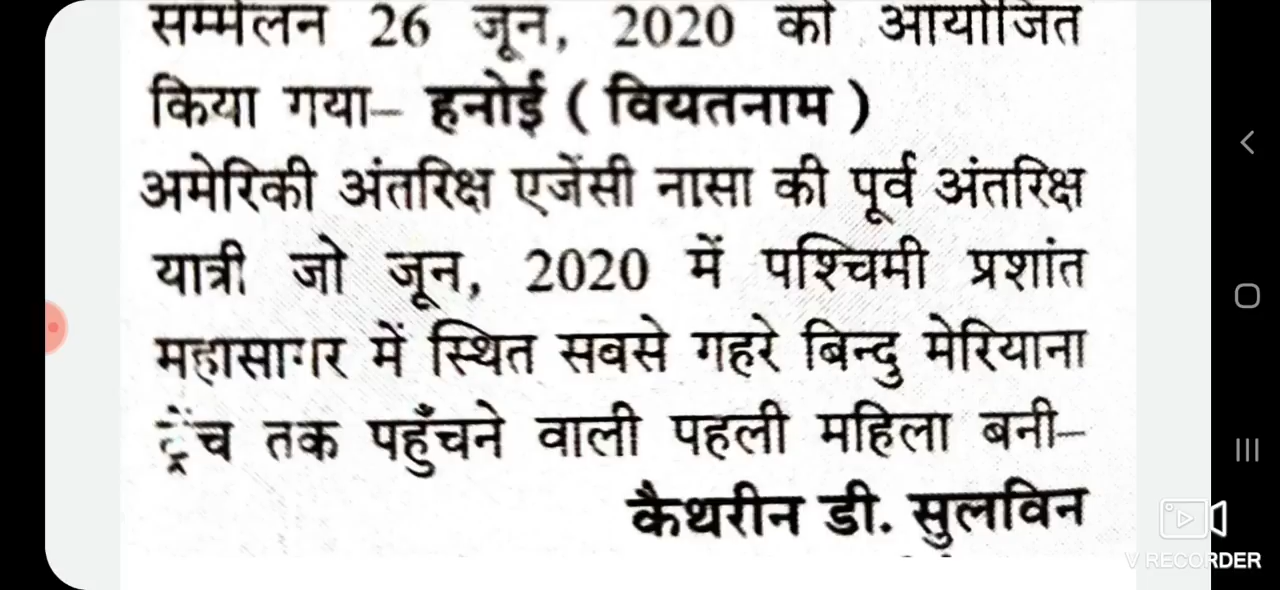 सम्मेलन 26 जून, 2020 को आयोजित
किया गया– हनोई ( वियतनाम )
अमेरिकी अंतरिक्ष एजेंसी नासा की पूर्व अंतरिक्ष
यात्री जो जून, 2020 में पश्चिमी प्रशांत
महासागर में स्थित सबसे गहरे बिन्दु मेरियाना
ट्रेंच तक पहुँचने वाली पहली महिला बनी–
कैथरीन डी. सुलविन
V RECORDER